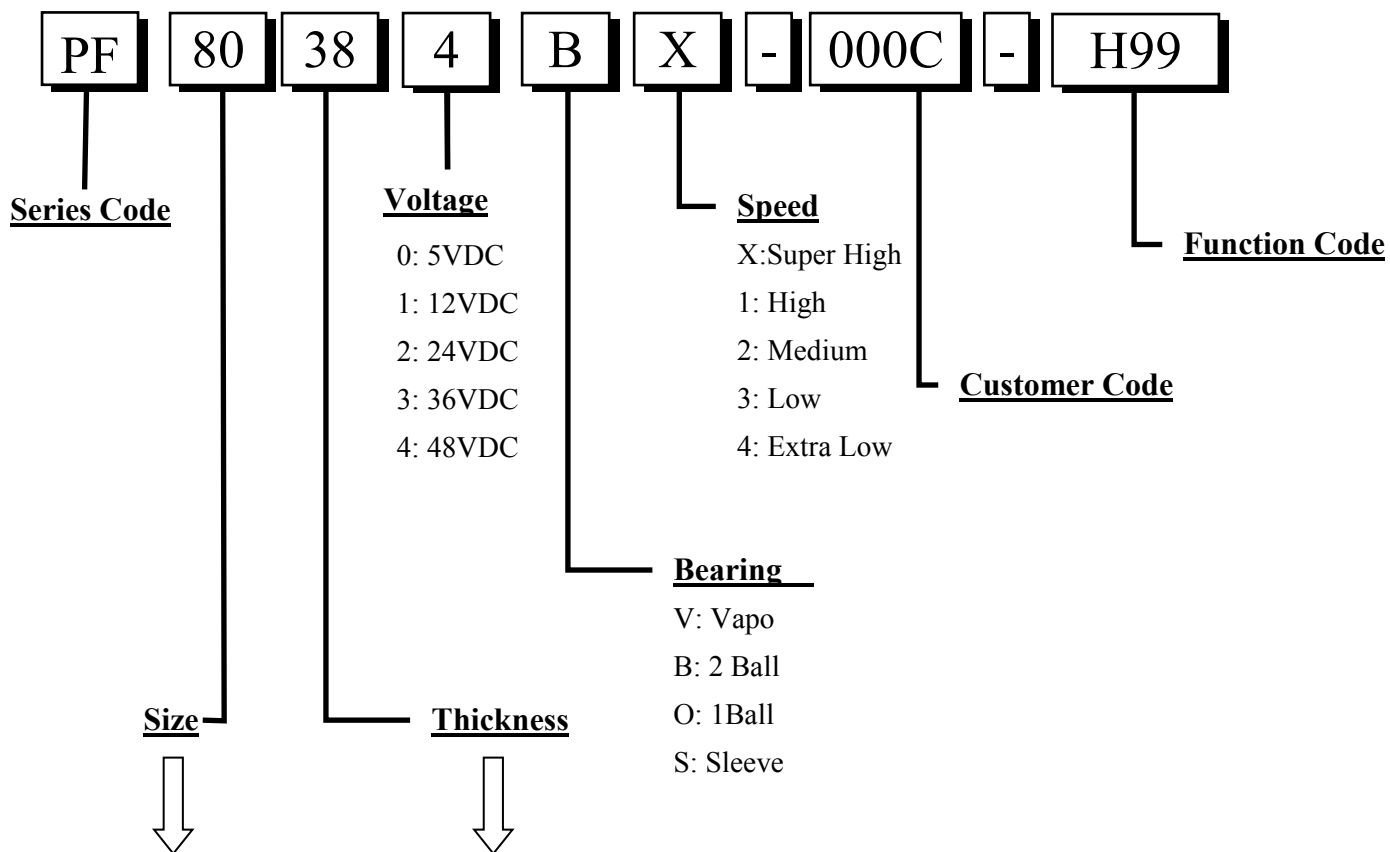 PF 80 38 4 B X - 000C - H99
Series Code
Voltage
0: 5VDC
1: 12VDC
2: 24VDC
3: 36VDC
4: 48VDC
Speed
X:Super High
1: High
2: Medium
3: Low
4: Extra Low
Function Code
Customer Code
Bearing
V: Vapo
B: 2 Ball
O: 1Ball
S: Sleeve
Size
Thickness